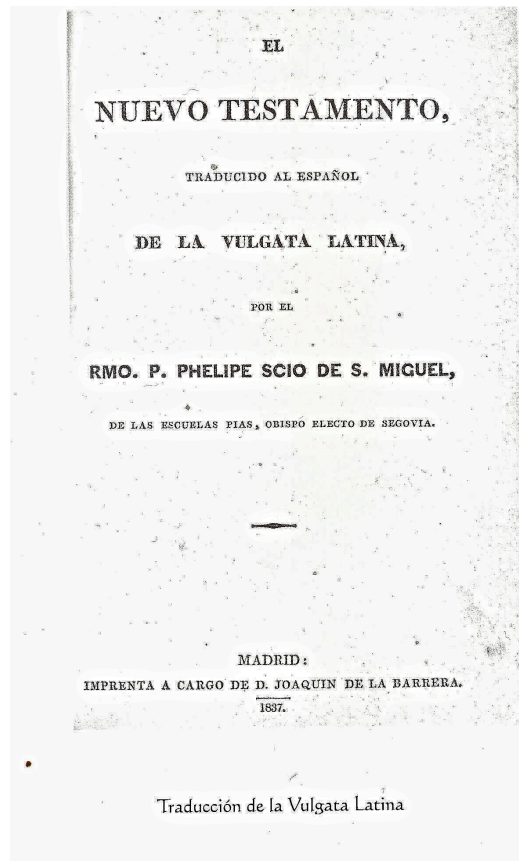 EL
NUEVO TESTAMENTO,
TRADUCIDO AL ESPAÑOL
DE LA VULGATA LATINA,
POR EL
RMO. P. PHELIPE SCIO DE S. MIGUEL,
DE LAS ESCUELAS PIAS, OBISPO ELECTO DE SEGOVIA.
MADRID:
IMPRENTA A CARGO DE D. JOAQUIN DE LA BARRERA.
1837.
Traducción de la Vulgata Latina